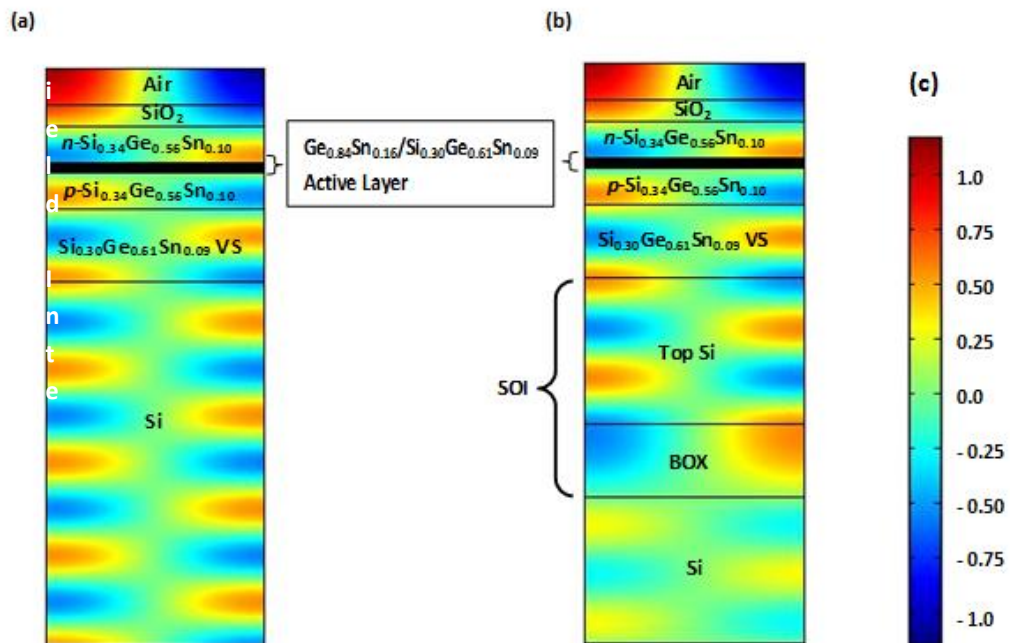 (a)
(b)
(c)
Air
SiO₂
n-Si₀.₃₄Ge₀.₅₆Sn₀.₁₀
p-Si₀.₃₄Ge₀.₅₆Sn₀.₁₀
Si₀.₃₀Ge₀.₆₁Sn₀.₀₉ VS
Si
i
e
l
d
I
n
t
e
Ge₀.₈₄Sn₀.₁₆/Si₀.₃₀Ge₀.₆₁Sn₀.₀₉
Active Layer
Air
SiO₂
n-Si₀.₃₄Ge₀.₅₆Sn₀.₁₀
p-Si₀.₃₄Ge₀.₅₆Sn₀.₁₀
Si₀.₃₀Ge₀.₆₁Sn₀.₀₉ VS
Top Si
SOI
BOX
Si
1.0
0.75
0.50
0.25
0.0
- 0.25
- 0.50
- 0.75
- 1.0